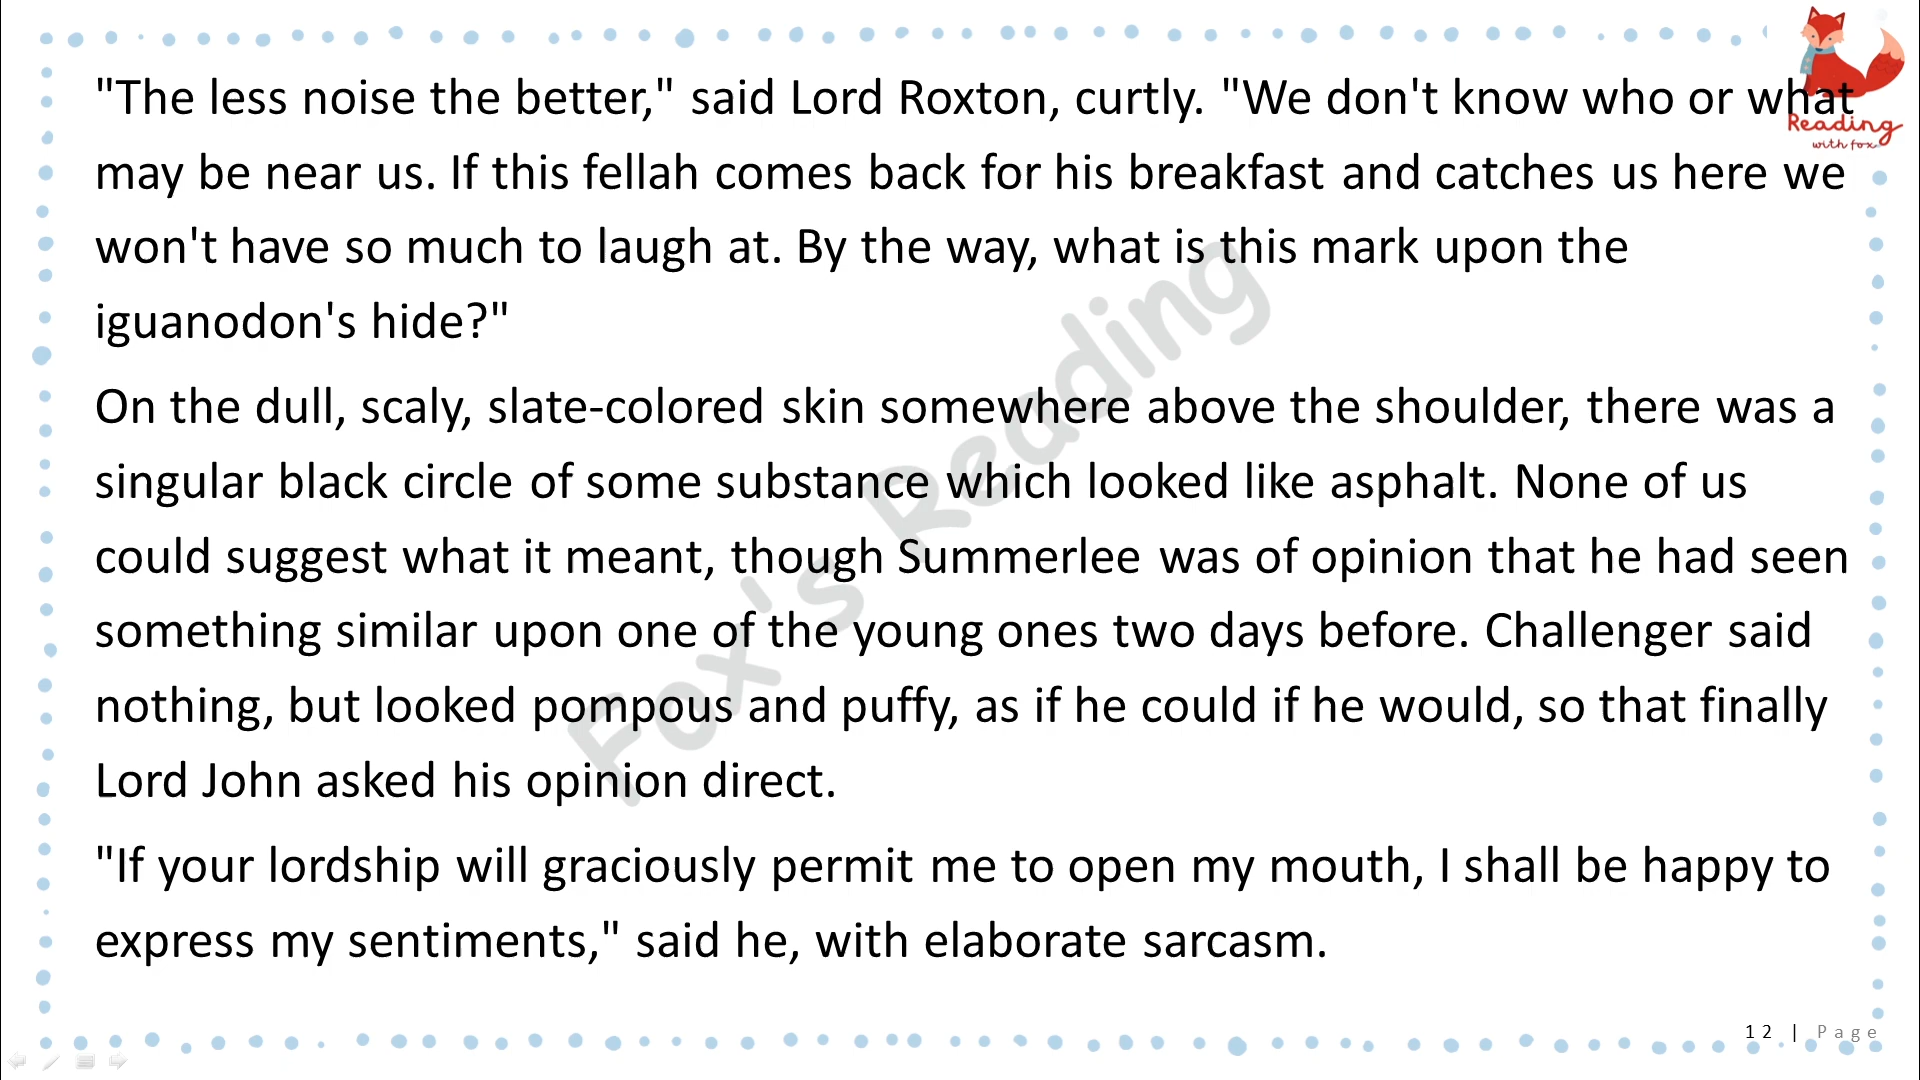 "The less noise the better," said Lord Roxton, curtly. "We don't know who or what
may be near us. If this fellah comes back for his breakfast and catches us here we
won't have so much to laugh at. By the way, what is this mark upon the
iguanodon's hide?"
On the dull, scaly, slate-colored skin somewhere above the shoulder, there was a
singular black circle of some substance which looked like asphalt. None of us
could suggest what it meant, though Summerlee was of opinion that he had seen
something similar upon one of the young ones two days before. Challenger said
nothing, but looked pompous and puffy, as if he could if he would, so that finally
Lord John asked his opinion direct.
"If your lordship will graciously permit me to open my mouth, I shall be happy to
express my sentiments," said he, with elaborate sarcasm.
Reading
with fox
Fox's Reading
12 | Page